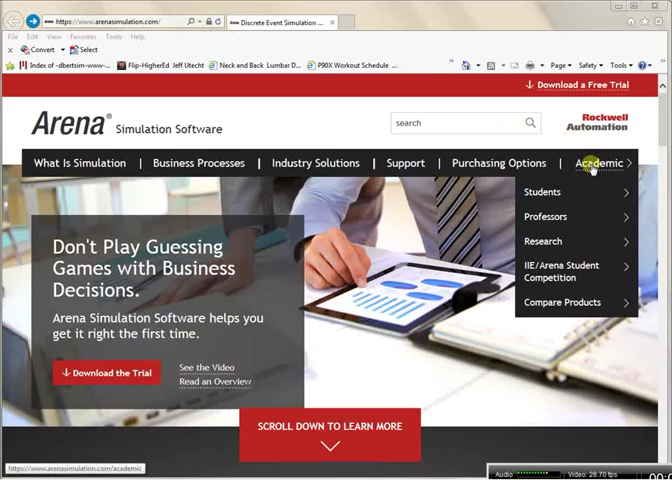 https://www.arenasimulation.com/
Discrete Event Simulation ...
File Edit View Favorites Tools Help
Convert Select
Index of -dbertsim-www-... Flip-HigherEd Jeff Utecht Neck and Back Lumbar D... P90X Workout Schedule ...
Page Safety Tools
Download a Free Trial
Arena® Simulation Software
search
Rockwell Automation
What Is Simulation | Business Processes | Industry Solutions | Support | Purchasing Options | Academic
Students
Professors
Research
IIE/Arena Student
Competition
Compare Products
Don't Play Guessing
Games with Business
Decisions.
Arena Simulation Software helps you
get it right the first time.
Download the Trial
See the Video
Read an Overview
SCROLL DOWN TO LEARN MORE
https://www.arenasimulation.com/academic
Audio Video: 28.70 fps